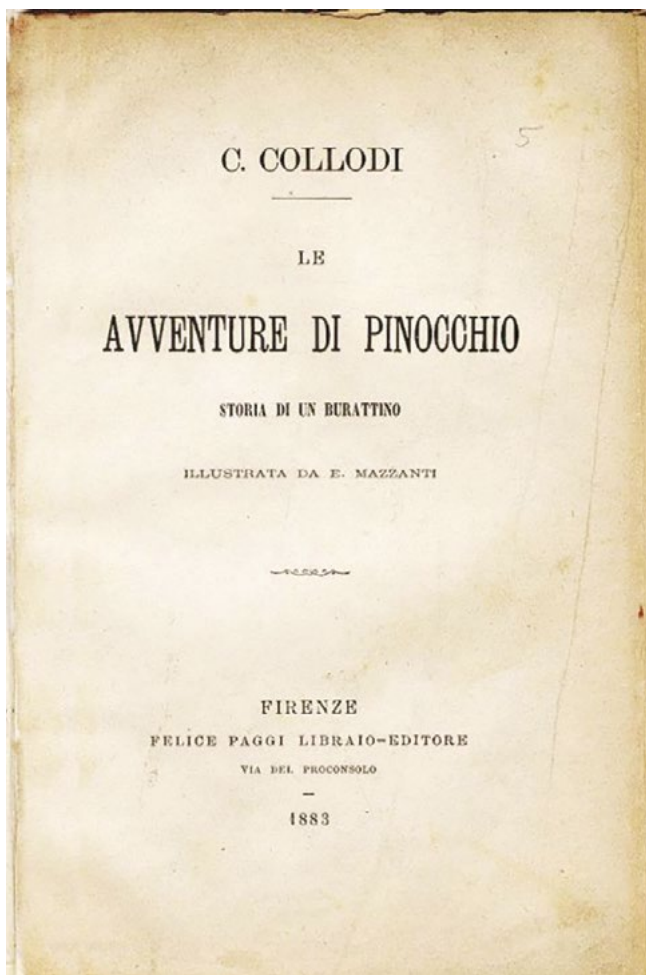 5
C. COLLODI
LE
AVVENTURE DI PINOCCHIO
STORIA DI UN BURATTINO
ILLUSTRATA DA E. MAZZANTI
FIRENZE
FELICE PAGGI LIBRAIO-EDITORE
VIA DEL PROCONSOLO
1883